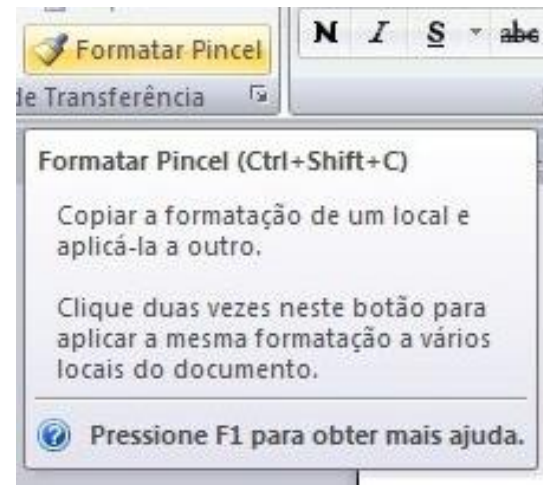 Formatar Pincel
N I S abc
de Transferência
Formatar Pincel (Ctrl+Shift+C)
Copiar a formatação de um local e
aplicá-la a outro.
Clique duas vezes neste botão para
aplicar a mesma formatação a vários
locais do documento.
Pressione F1 para obter mais ajuda.